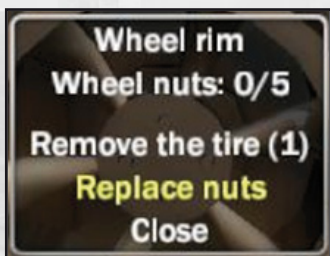 Wheel rim
Wheel nuts: 0/5
Remove the tire (1)
Replace nuts
Close